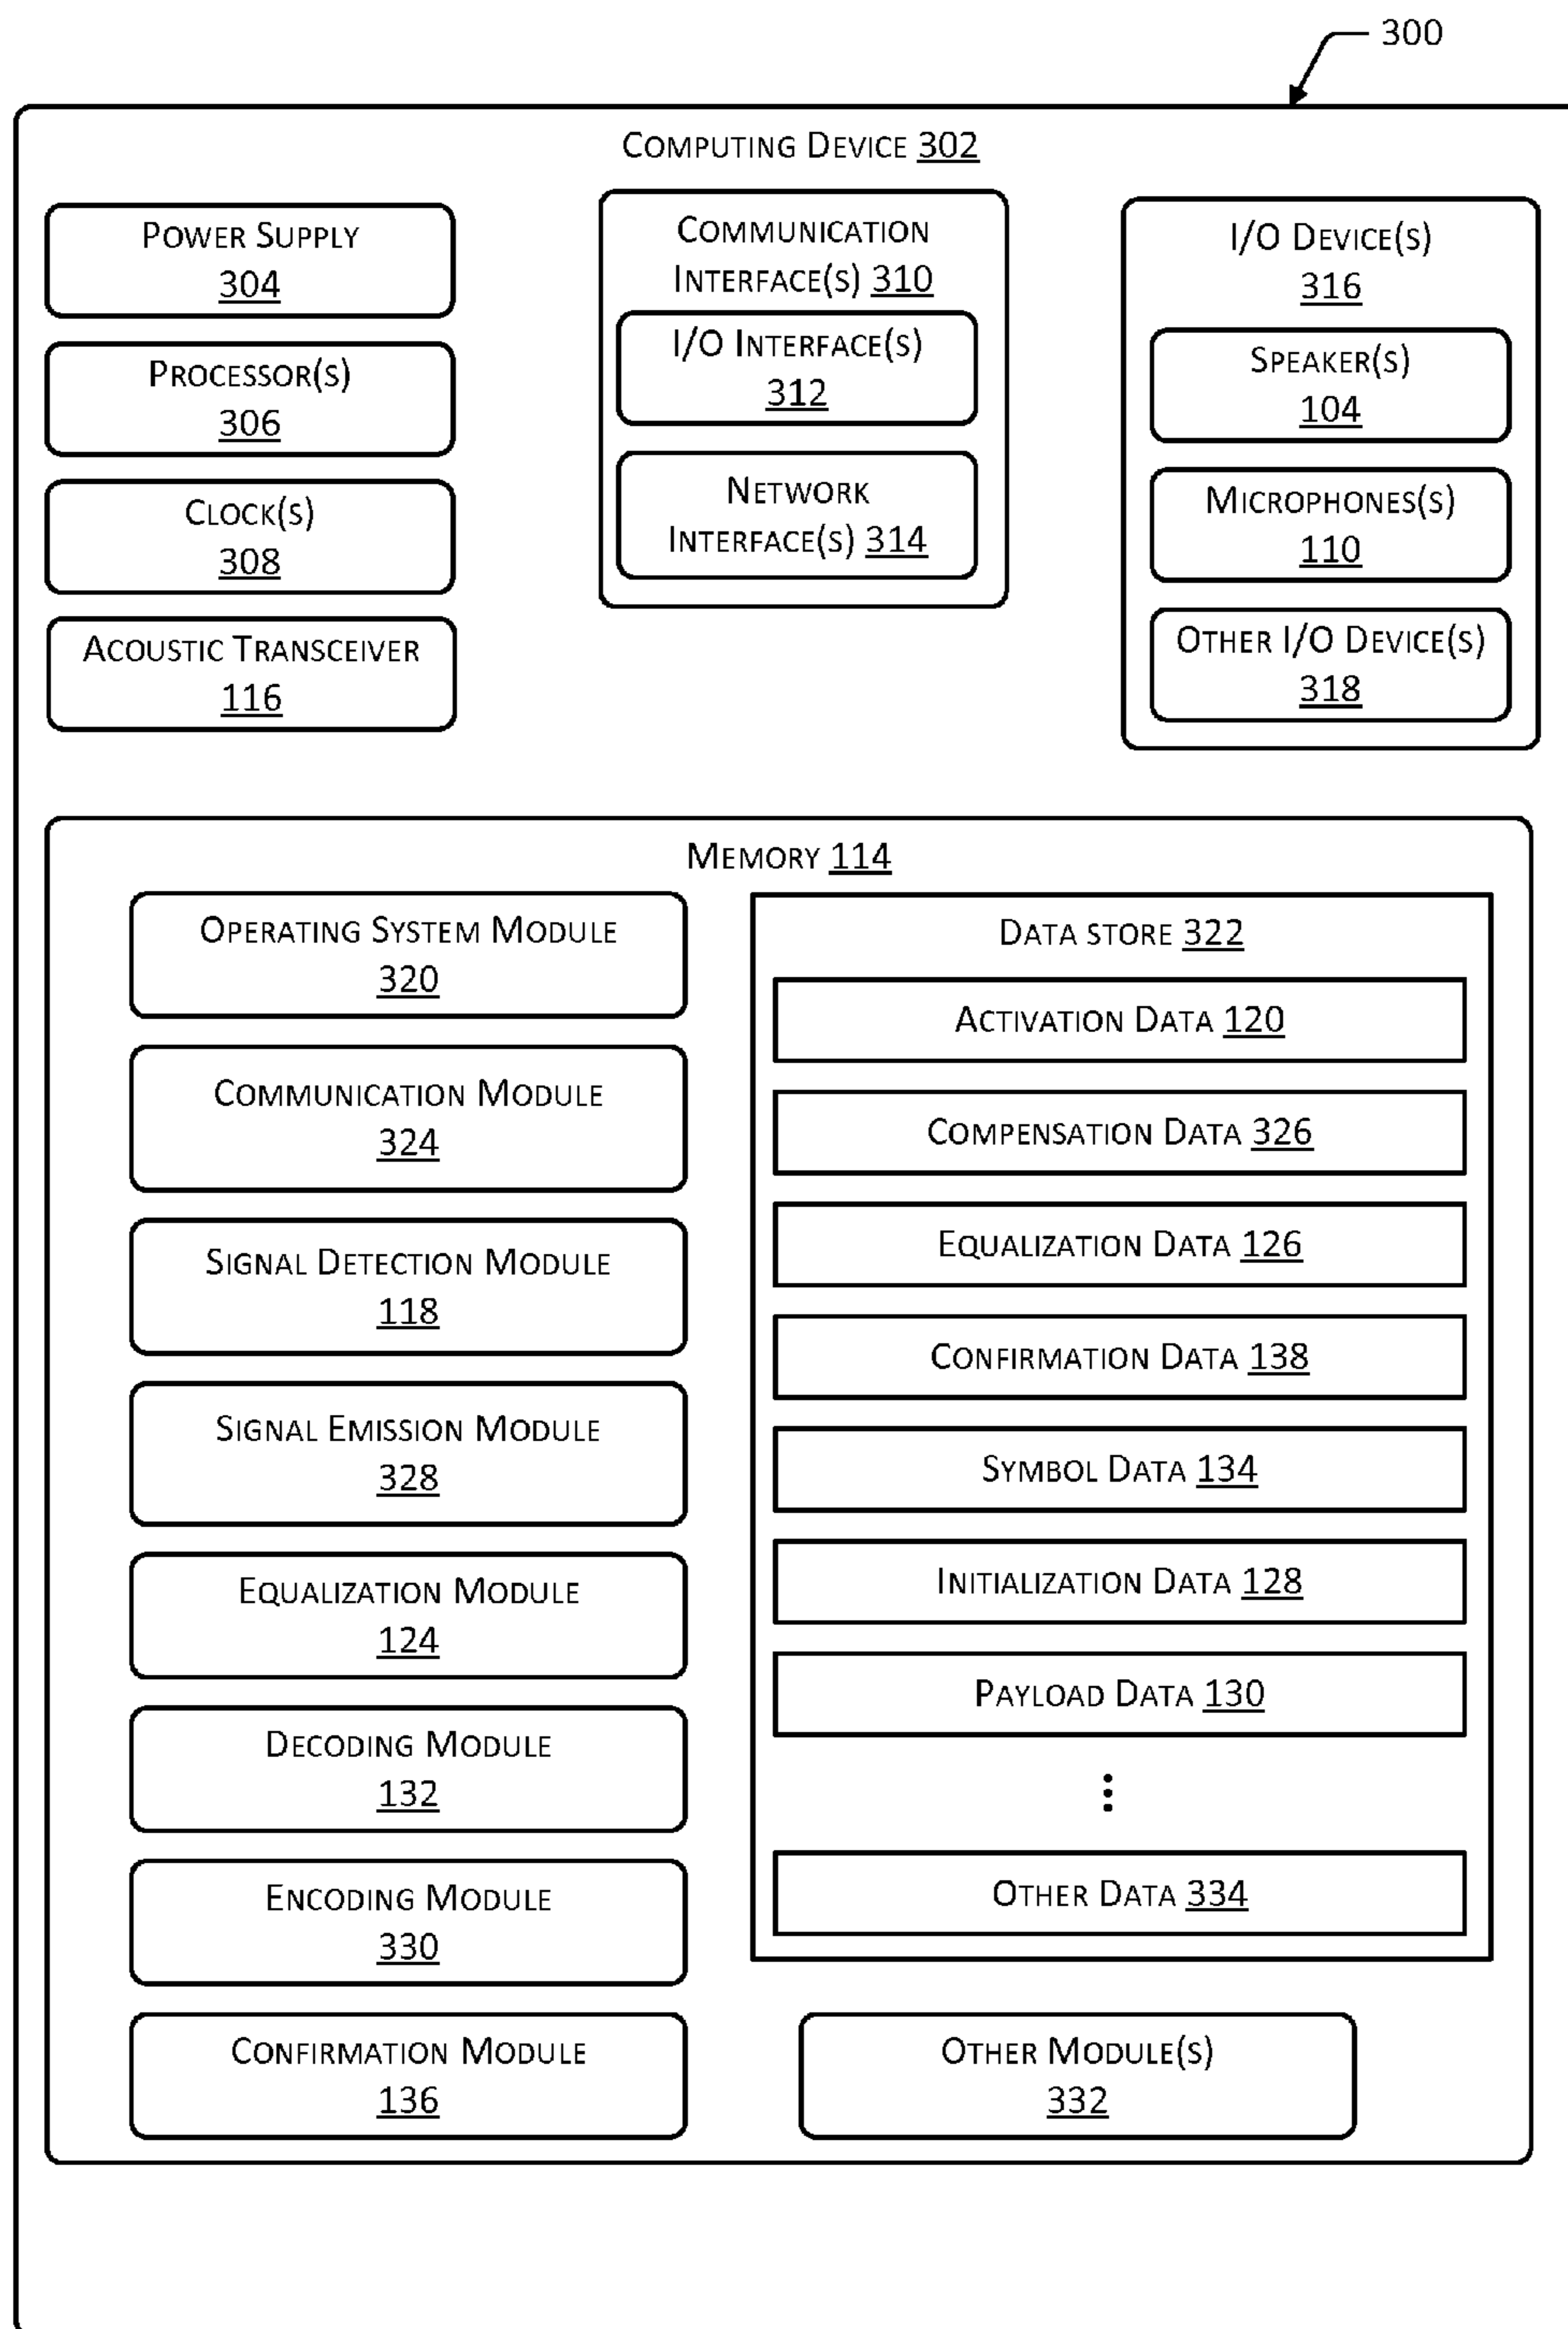 300
Computing Device 302
Power Supply
304
Processor(s)
306
Clock(s)
308
Acoustic Transceiver
116
Communication
Interface(s) 310
I/O Interface(s)
312
Network
Interface(s) 314
I/O Device(s)
316
Speaker(s)
104
Microphones(s)
110
Other I/O Device(s)
318
Memory 114
Operating System Module
320
Communication Module
324
Signal Detection Module
118
Signal Emission Module
328
Equalization Module
124
Decoding Module
132
Encoding Module
330
Confirmation Module
136
Data store 322
Activation Data 120
Compensation Data 326
Equalization Data 126
Confirmation Data 138
Symbol Data 134
Initialization Data 128
Payload Data 130
Other Data 334
Other Module(s)
332